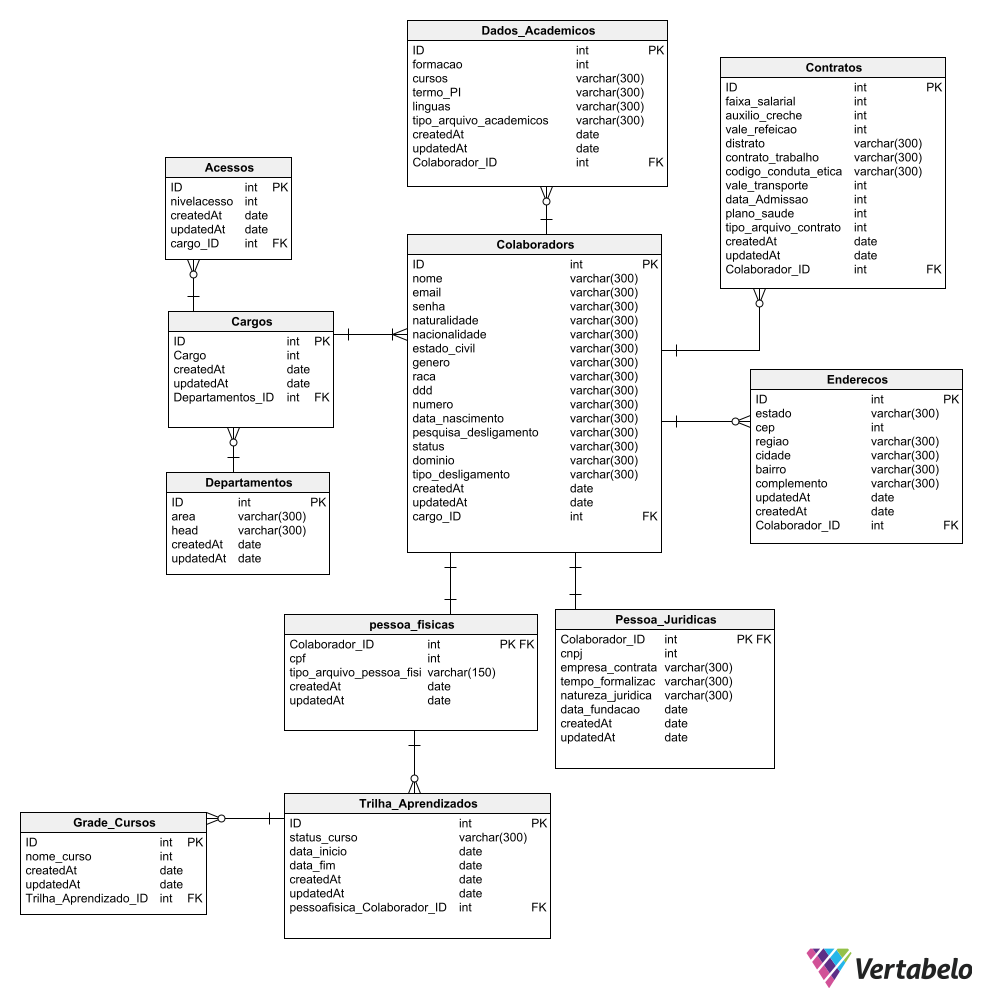 Dados_Academicos
ID int PK
formacao int
cursos varchar(300)
termo_PI varchar(300)
linguas varchar(300)
tipo_arquivo_academicos varchar(300)
createdAt date
updatedAt date
Colaborador_ID int FK
Contratos
ID int PK
faixa_salarial int
auxilio_creche int
vale_refeicao int
distrato varchar(300)
contrato_trabalho varchar(300)
codigo_conduta_etica varchar(300)
vale_transporte int
data_Admissao int
plano_saude int
tipo_arquivo_contrato int
createdAt date
updatedAt date
Colaborador_ID int FK
Acessos
ID int PK
nivelacesso int
createdAt date
updatedAt date
cargo_ID int FK
Colaboradors
ID int PK
nome varchar(300)
email varchar(300)
senha varchar(300)
naturalidade varchar(300)
nacionalidade varchar(300)
estado_civil varchar(300)
genero varchar(300)
raca varchar(300)
ddd varchar(300)
numero varchar(300)
data_nascimento varchar(300)
pesquisa_desligamento varchar(300)
status varchar(300)
dominio varchar(300)
tipo_desligamento varchar(300)
createdAt date
updatedAt date
cargo_ID int FK
Cargos
ID int PK
Cargo int
createdAt date
updatedAt date
Departamentos_ID int FK
Enderecos
ID int PK
estado varchar(300)
cep int
regiao varchar(300)
cidade varchar(300)
bairro varchar(300)
complemento varchar(300)
updatedAt date
createdAt date
Colaborador_ID int FK
Departamentos
ID int PK
area varchar(300)
head varchar(300)
createdAt date
updatedAt date
pessoa_fisicas
Colaborador_ID int PK FK
cpf int
tipo_arquivo_pessoa_fisi varchar(150)
createdAt date
updatedAt date
Pessoa_Juridicas
Colaborador_ID int PK FK
cnpj int
empresa_contrata varchar(300)
tempo_formalizac varchar(300)
natureza_juridica varchar(300)
data_fundacao date
createdAt date
updatedAt date
Trilha_Aprendizados
ID int PK
status_curso varchar(300)
data_inicio date
data_fim date
createdAt date
updatedAt date
pessoafisica_Colaborador_ID int FK
Grade_Cursos
ID int PK
nome_curso int
createdAt date
updatedAt date
Trilha_Aprendizado_ID int FK
Vertabelo